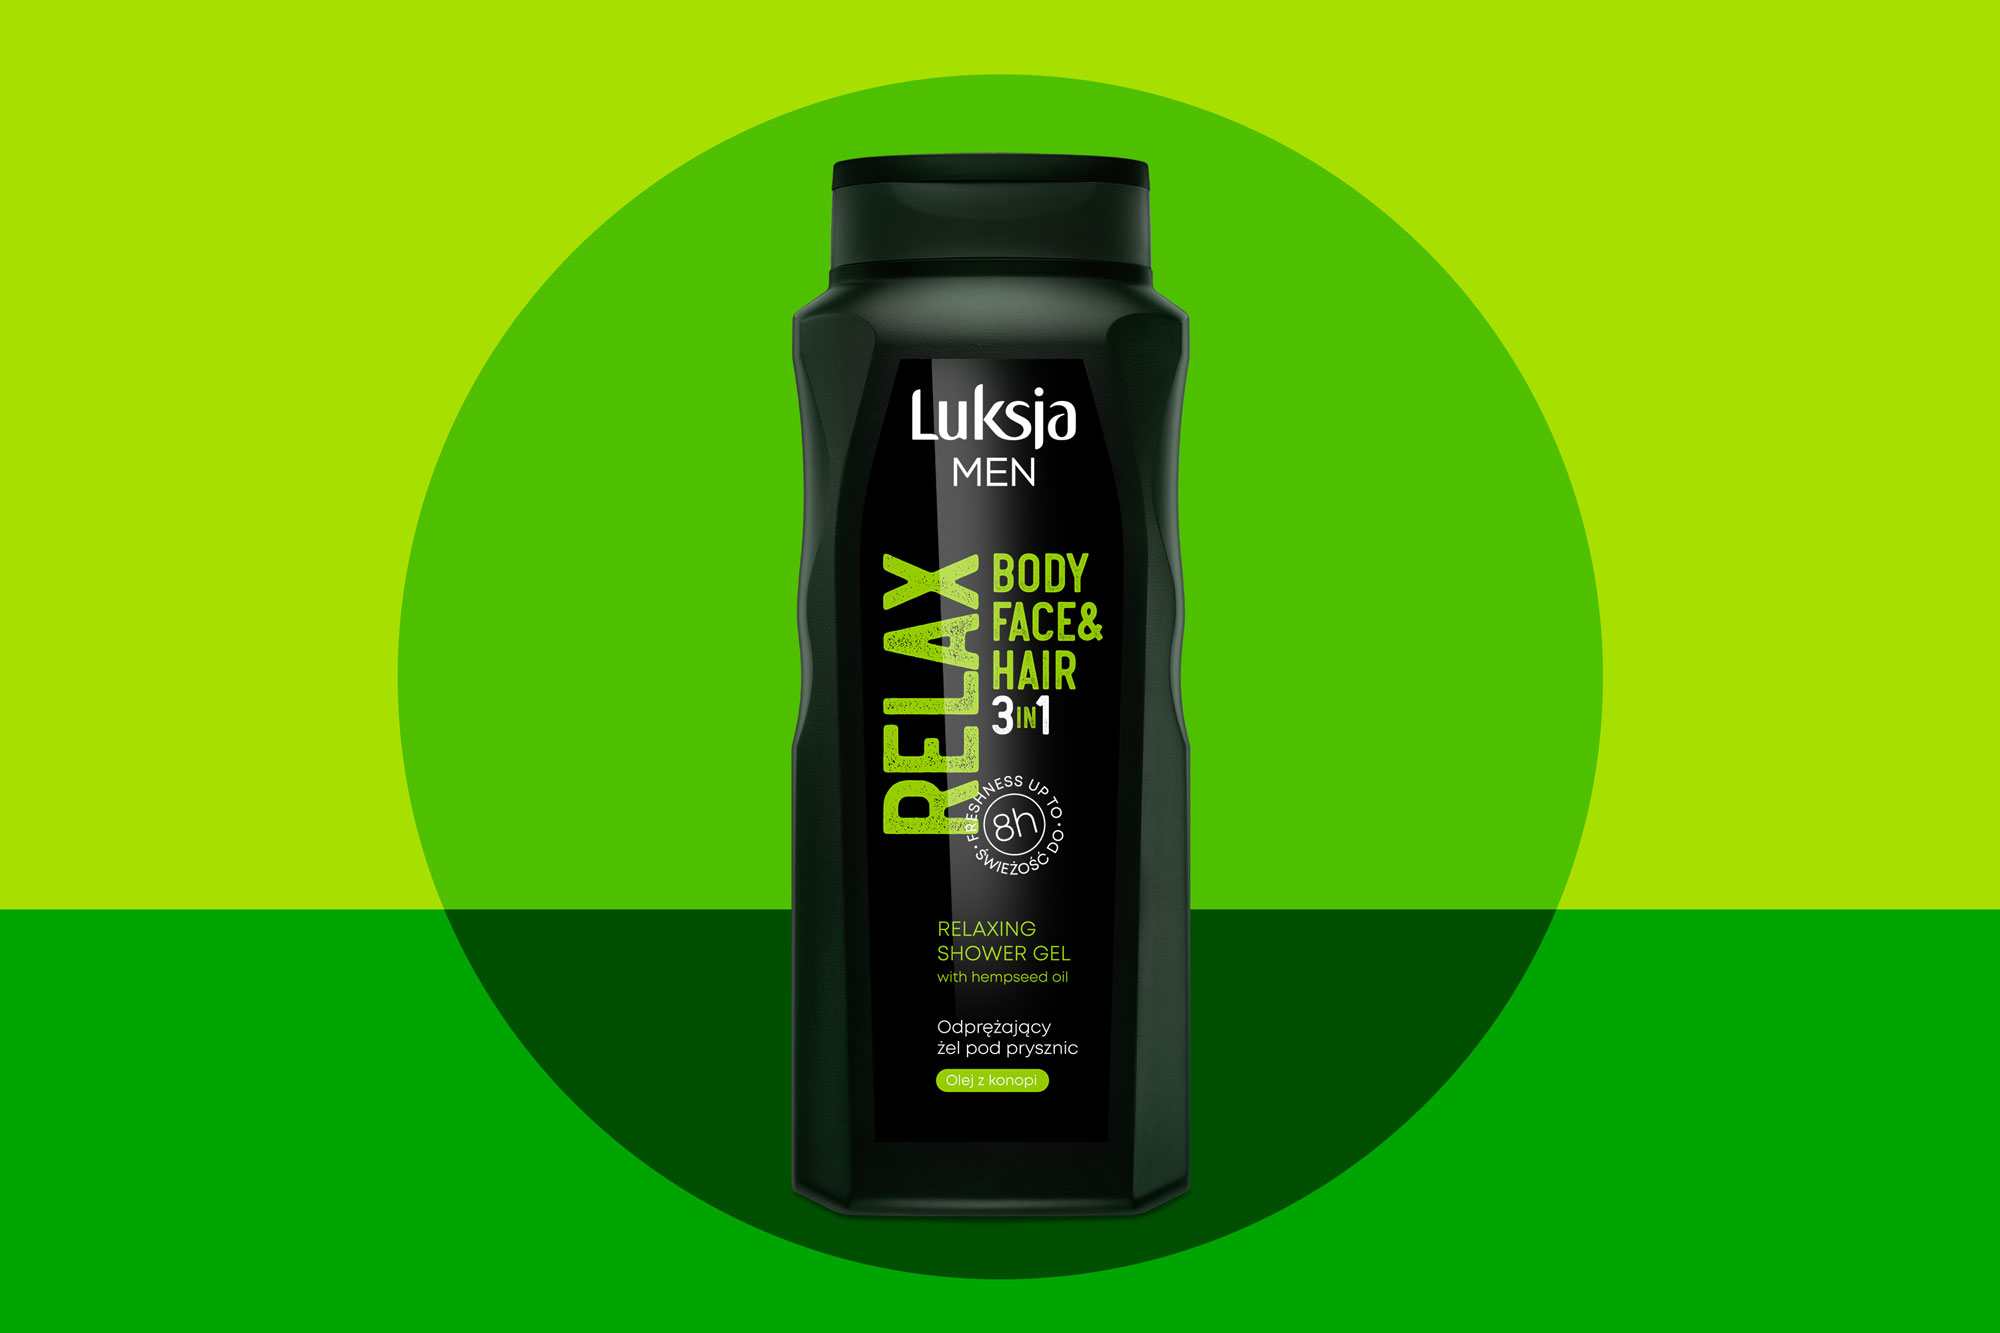 Luksja
MEN
RELAX
BODY
FACE&
HAIR
3IN1
• FRESHNESS UP TO •
ŚWIEŻOŚĆ DO
8h
RELAXING
SHOWER GEL
with hempseed oil
Odprężający
żel pod prysznic
Olej z konopi